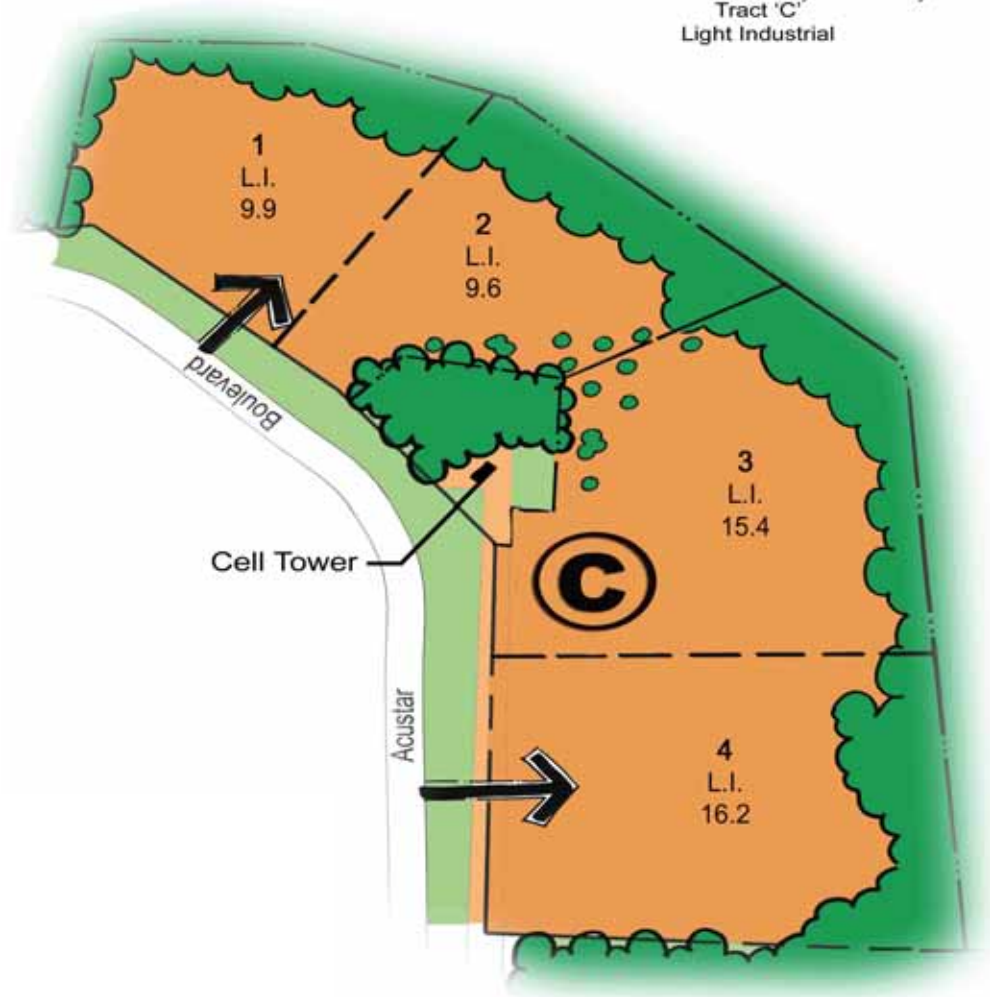 Tract 'C'
Light Industrial
1
L.I.
9.9
2
L.I.
9.6
Boulevard
3
L.I.
15.4
Cell Tower
C
Acustar
4
L.I.
16.2